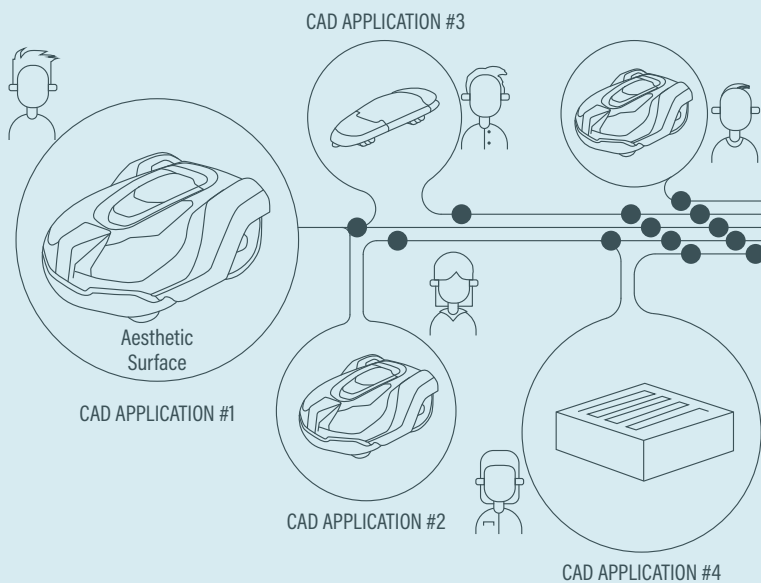 CAD APPLICATION #3
Aesthetic
Surface
CAD APPLICATION #1
CAD APPLICATION #2
CAD APPLICATION #4